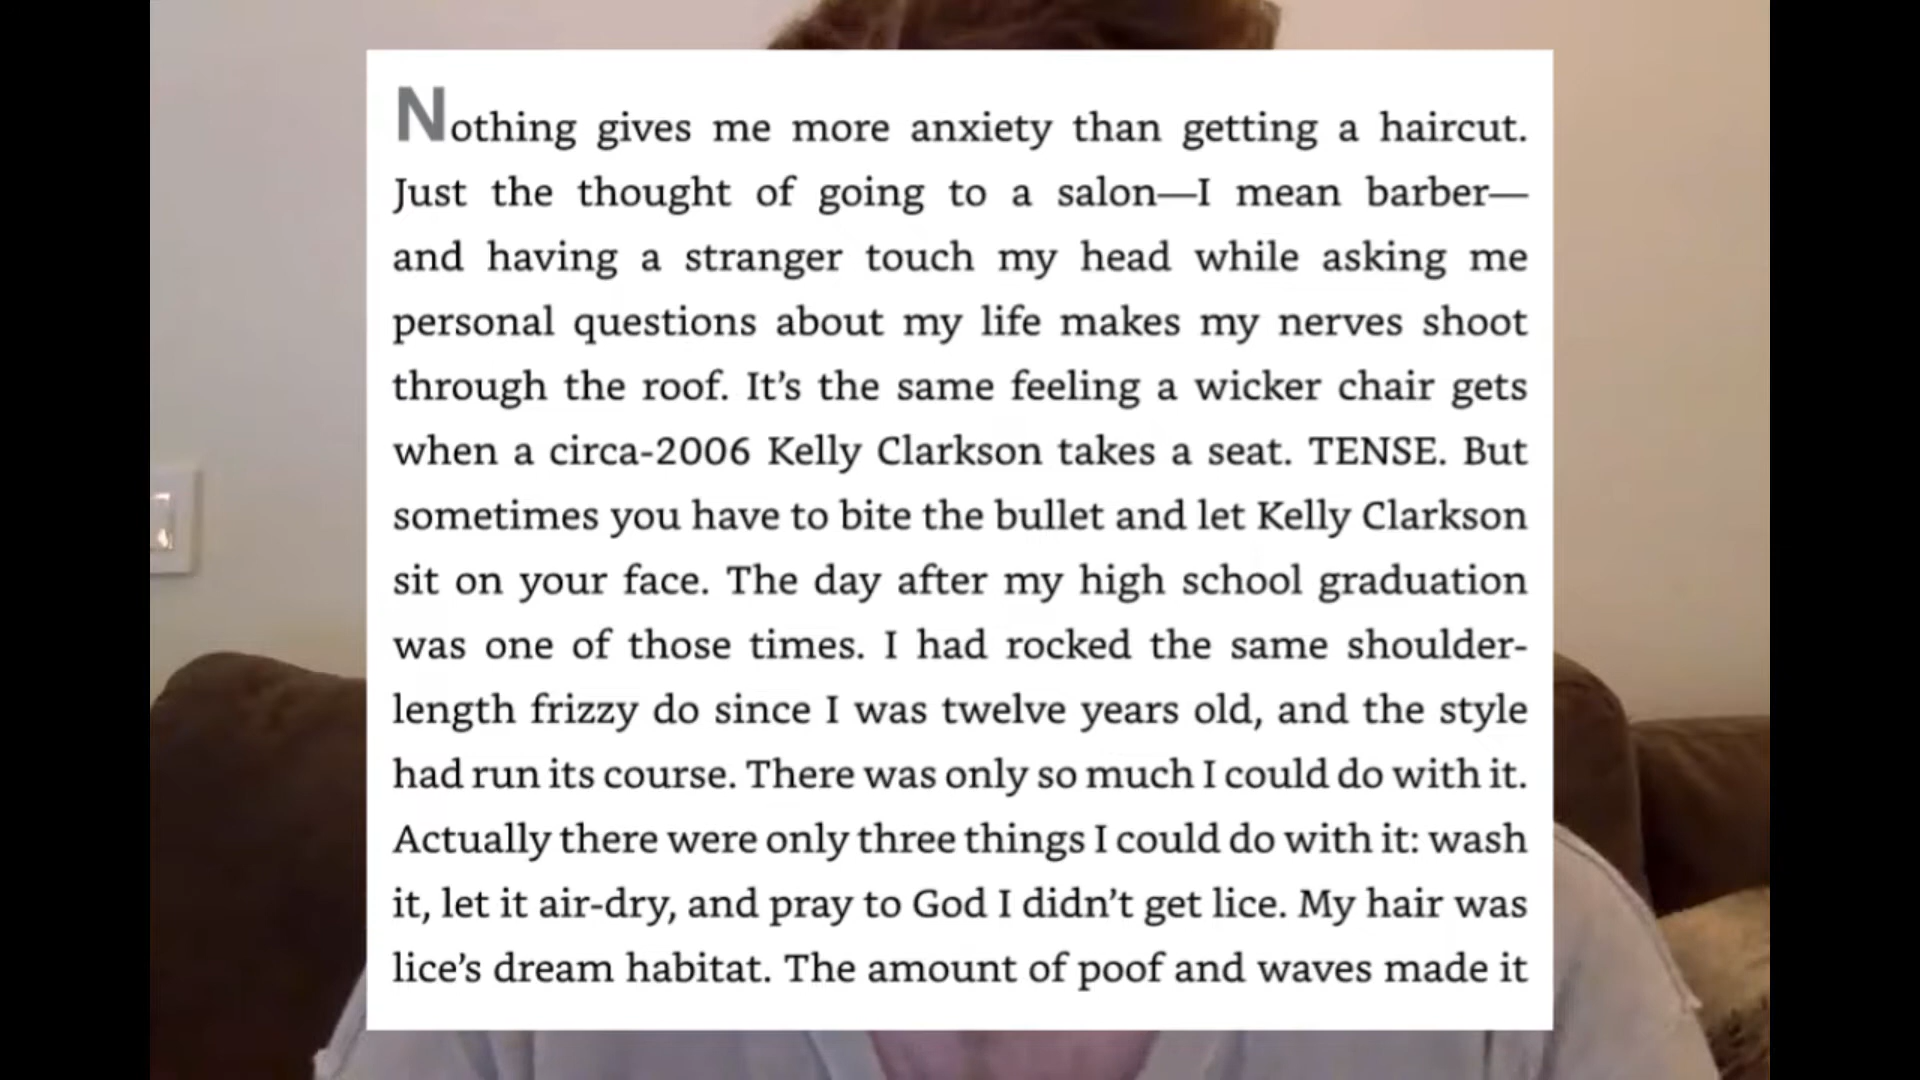 Nothing gives me more anxiety than getting a haircut.
Just the thought of going to a salon—I mean barber—
and having a stranger touch my head while asking me
personal questions about my life makes my nerves shoot
through the roof. It’s the same feeling a wicker chair gets
when a circa-2006 Kelly Clarkson takes a seat. TENSE. But
sometimes you have to bite the bullet and let Kelly Clarkson
sit on your face. The day after my high school graduation
was one of those times. I had rocked the same shoulder-
length frizzy do since I was twelve years old, and the style
had run its course. There was only so much I could do with it.
Actually there were only three things I could do with it: wash
it, let it air-dry, and pray to God I didn’t get lice. My hair was
lice’s dream habitat. The amount of poof and waves made it